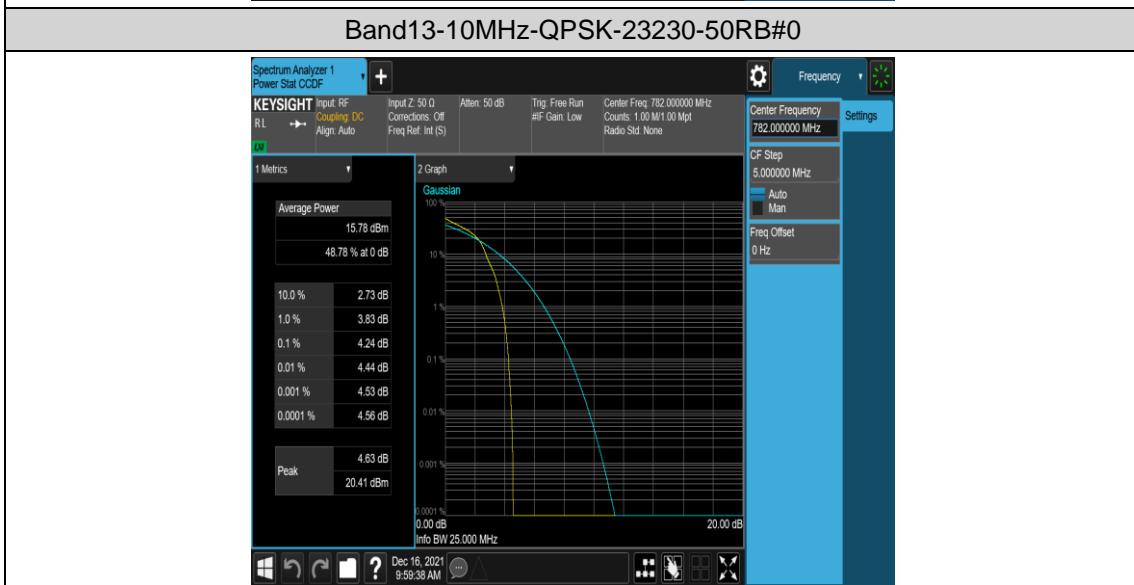 Band13-10MHz-QPSK-23230-50RB#0
Spectrum Analyzer 1
Power Stat CCDF
+
Frequency
KEYSIGHT
RL
Input: RF
Coupling: DC
Align: Auto
Input Z: 50 Ω
Corrections: Off
Freq Ref: Int (S)
Atten: 50 dB
Trig: Free Run
#IF Gain: Low
Center Freq: 782.000000 MHz
Counts: 1.00 M/1.00 Mpt
Radio Std: None
Center Frequency
782.000000 MHz
Settings
CF Step
5.000000 MHz
Auto
Man
Freq Offset
0 Hz
1 Metrics
Average Power
15.78 dBm
48.78 % at 0 dB
10.0 % 2.73 dB
1.0 % 3.83 dB
0.1 % 4.24 dB
0.01 % 4.44 dB
0.001 % 4.53 dB
0.0001 % 4.56 dB
Peak
4.63 dB
20.41 dBm
2 Graph
Gaussian
100 %
10 %
1 %
0.1 %
0.01 %
0.001 %
0.0001 %
0.00 dB 20.00 dB
Info BW 25.000 MHz
?
Dec 16, 2021
9:59:38 AM